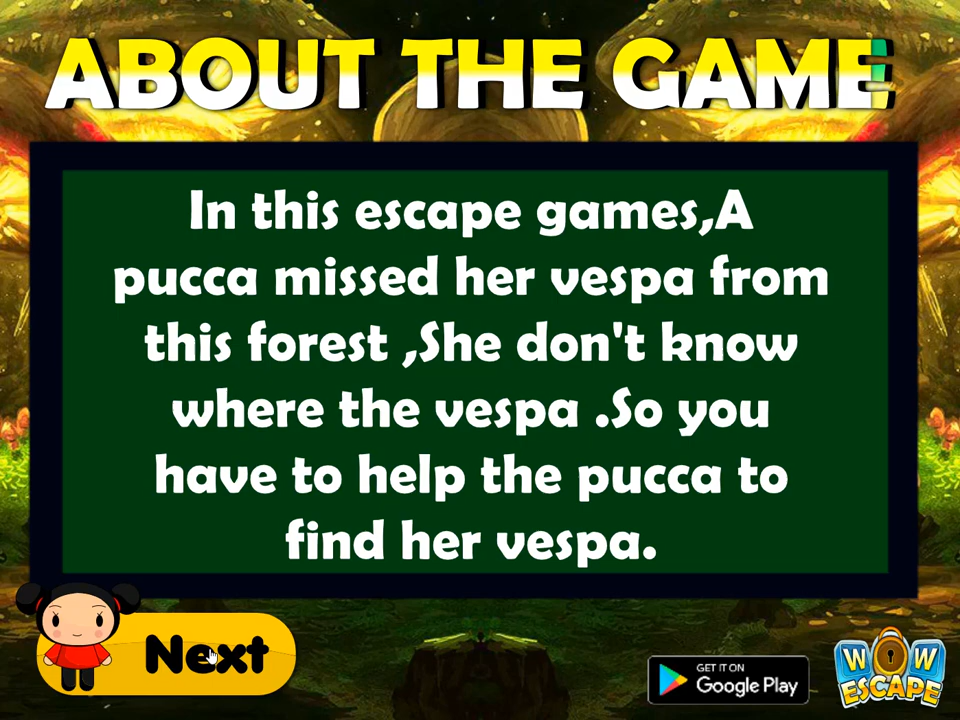 ABOUT THE GAME
In this escape games,A
pucca missed her vespa from
this forest ,She don't know
where the vespa .So you
have to help the pucca to
find her vespa.
Next
GET IT ON
Google Play
WOW
ESCAPE